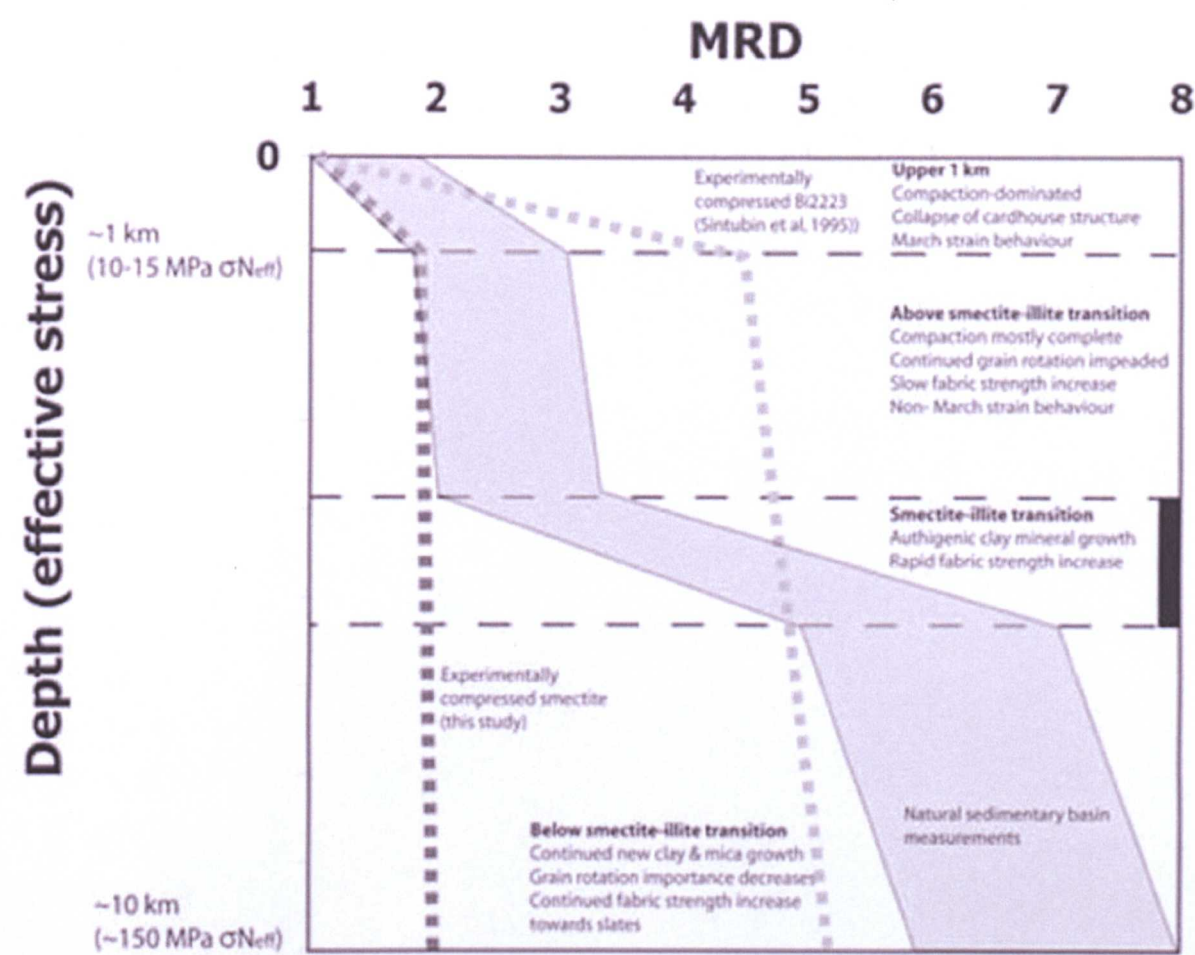 MRD
1 2 3 4 5 6 7 8
0
Depth (effective stress)
~1 km
(10-15 MPa σNeff)
~10 km
(~150 MPa σNeff)
Experimentally
compressed Bi2223
(Sintubin et al, 1995))
Upper 1 km
Compaction-dominated
Collapse of cardhouse structure
March strain behaviour
Above smectite-illite transition
Compaction mostly complete
Continued grain rotation impeaded
Slow fabric strength increase
Non- March strain behaviour
Smectite-illite transition
Authigenic clay mineral growth
Rapid fabric strength increase
Experimentally
compressed smectite
(this study)
Natural sedimentary basin
measurements
Below smectite-illite transition
Continued new clay & mica growth
Grain rotation importance decreases
Continued fabric strength increase
towards slates